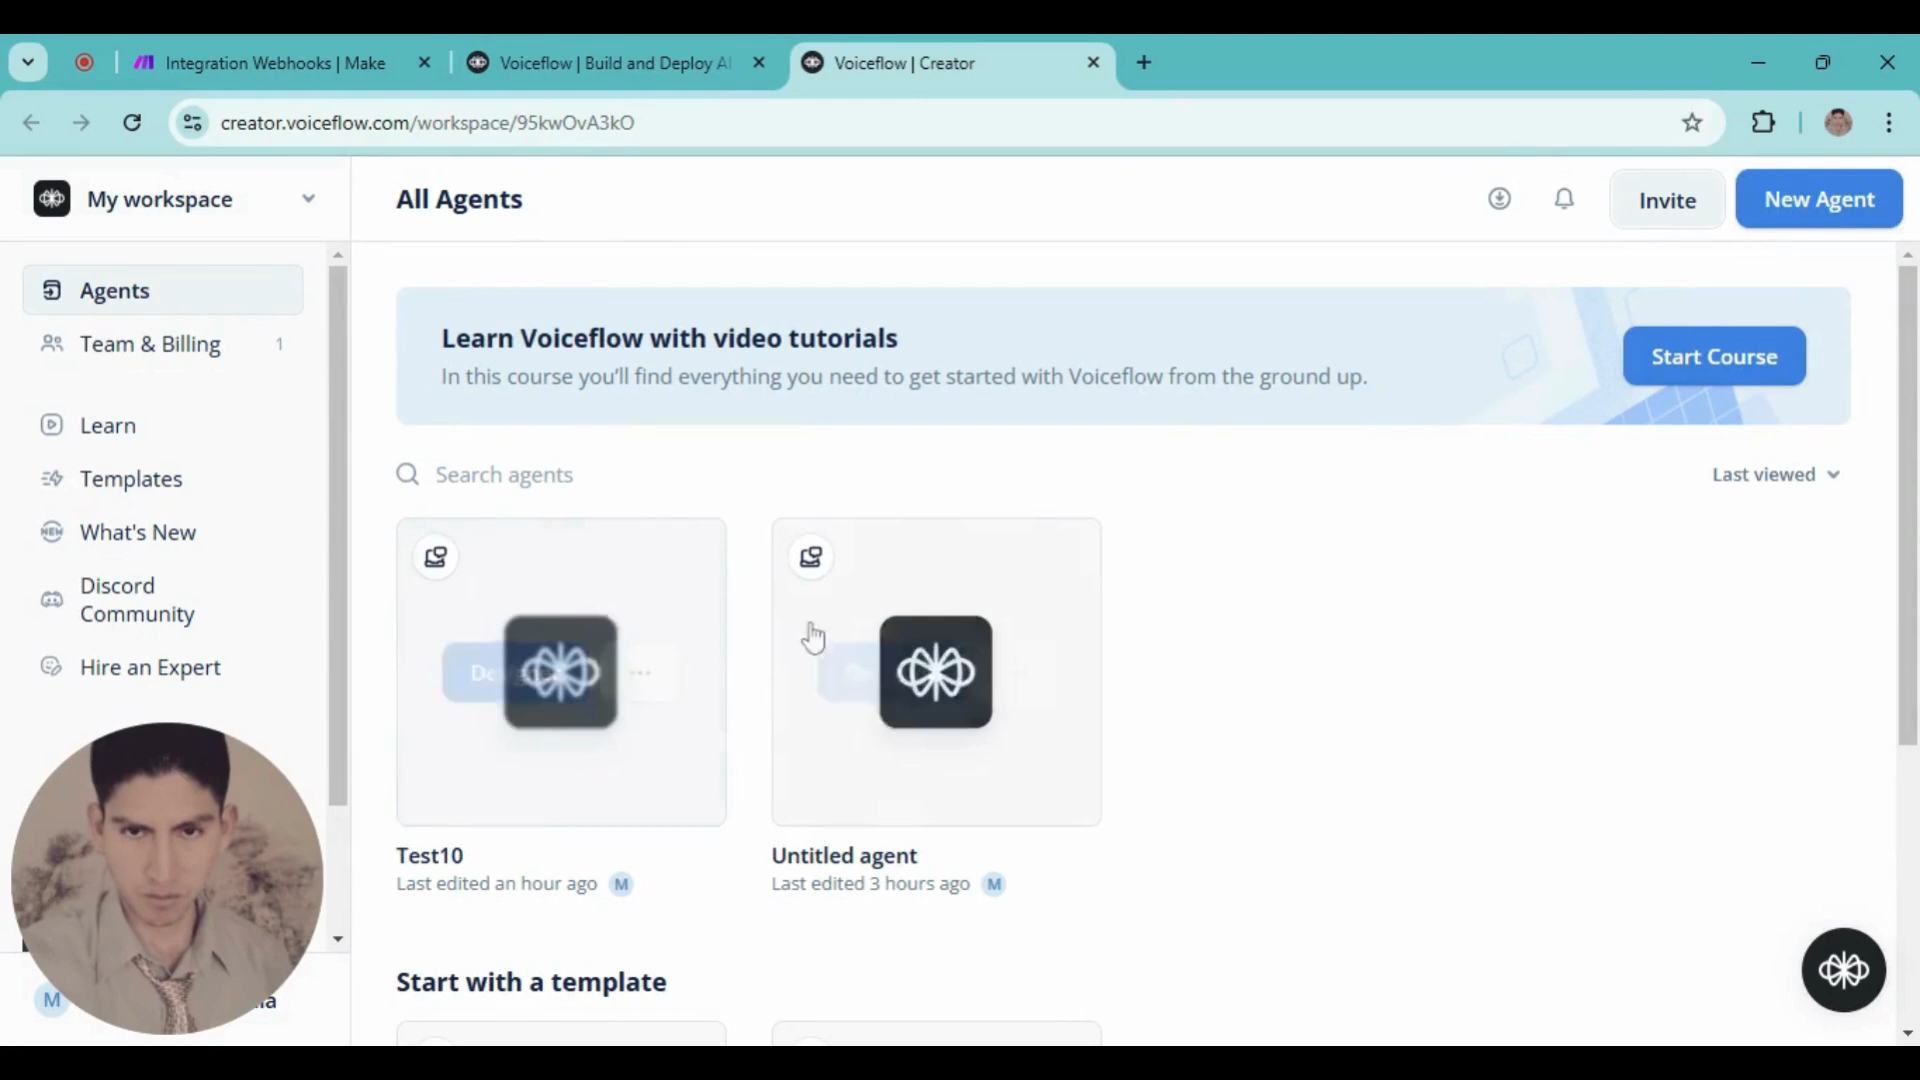 Integration Webhooks | Make
Voiceflow | Build and Deploy AI
Voiceflow | Creator
creator.voiceflow.com/workspace/95kwOvA3kO
My workspace
All Agents
Invite
New Agent
Agents
Team & Billing 1
Learn
Templates
NEW What's New
Discord
Community
Hire an Expert
Learn Voiceflow with video tutorials
In this course you'll find everything you need to get started with Voiceflow from the ground up.
Start Course
Search agents
Last viewed
Test10
Last edited an hour ago M
Untitled agent
Last edited 3 hours ago M
Start with a template
M